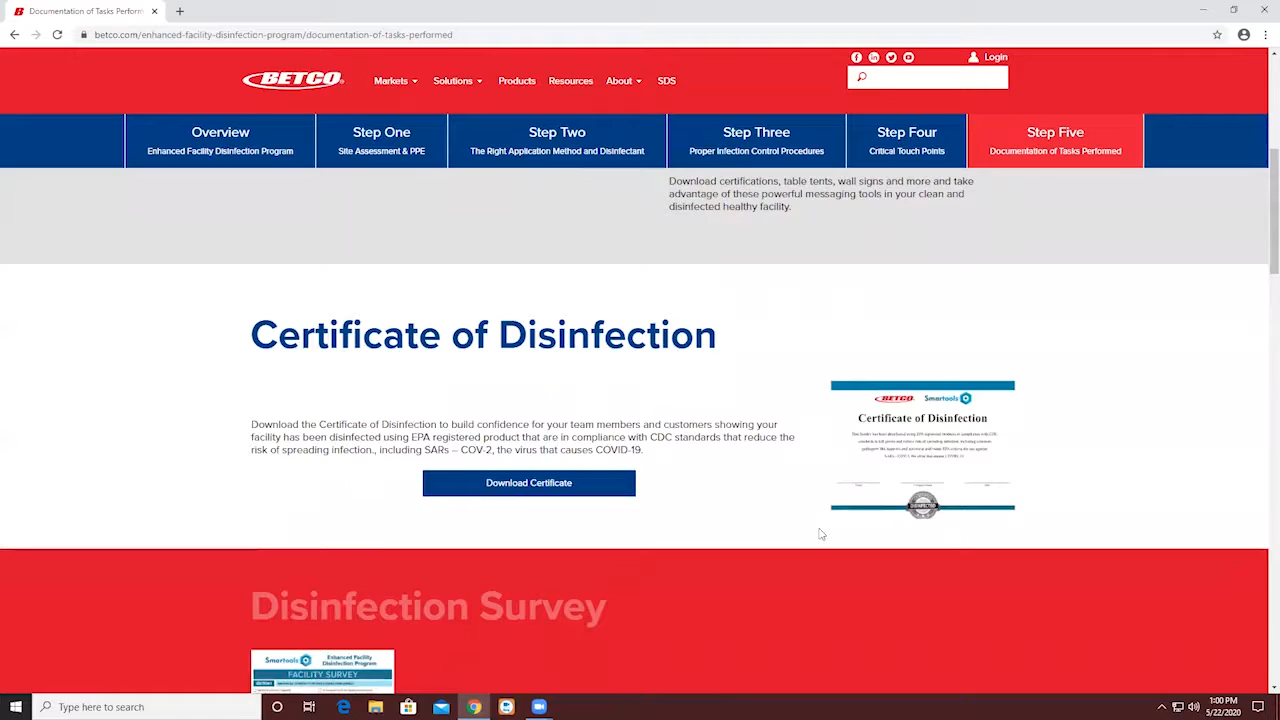 Documentation of Tasks Perform
betco.com/enhanced-facility-disinfection-program/documentation-of-tasks-performed
BETCO
Markets
Solutions
Products
Resources
About
SDS
Login
Overview
Enhanced Facility Disinfection Program
Step One
Site Assessment & PPE
Step Two
The Right Application Method and Disinfectant
Step Three
Proper Infection Control Procedures
Step Four
Critical Touch Points
Step Five
Documentation of Tasks Performed
Download certifications, table tents, wall signs and more and take
advantage of these powerful messaging tools in your clean and
disinfected healthy facility.
Certificate of Disinfection
Download the Certificate of Disinfection to build confidence for your team members and customers showing your
facility has been disinfected using EPA registered product that are in compliance with CDC standards that reduce the
risk of spreading infection., including SARs – COV-2, the virus that causes COVID-19.
Download Certificate
BETCO Smartools
Certificate of Disinfection
DISINFECTED
Disinfection Survey
Smartools
Enhanced Facility
Disinfection Program
FACILITY SURVEY
Type here to search
1:00 PM
5/22/2020